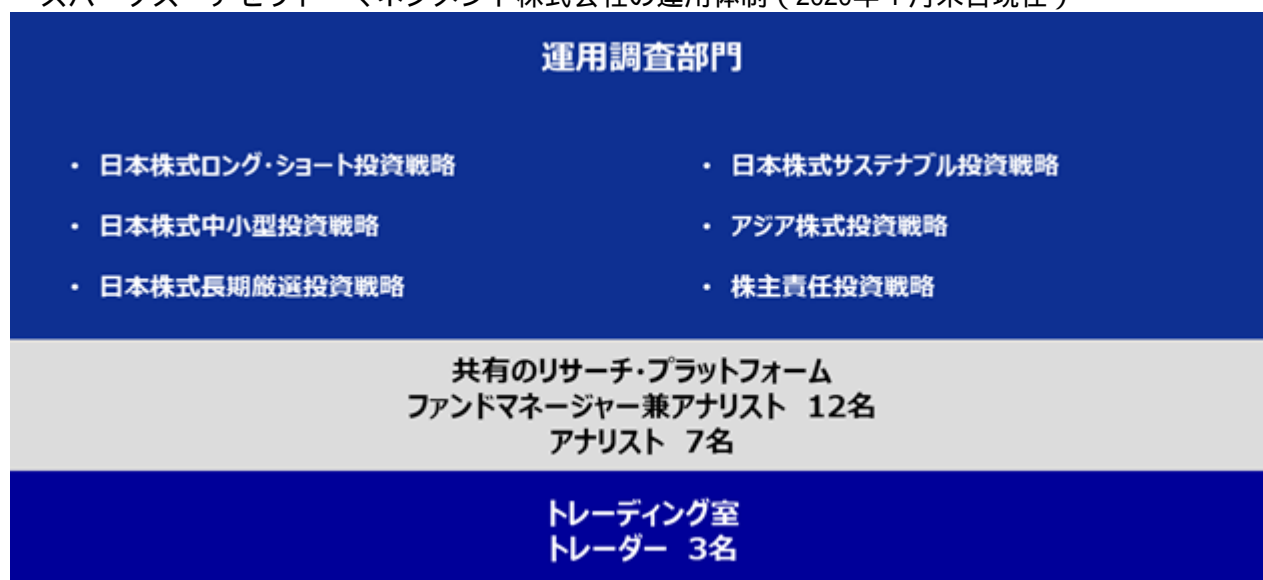 運用調査部門
・ 日本株式ロング・ショート投資戦略
・ 日本株式サステナブル投資戦略
・ 日本株式中小型投資戦略
・ アジア株式投資戦略
・ 日本株式長期厳選投資戦略
・ 株主責任投資戦略
共有のリサーチ・プラットフォーム
ファンドマネージャー兼アナリスト 12名
アナリスト 7名
トレーディング室
トレーダー 3名